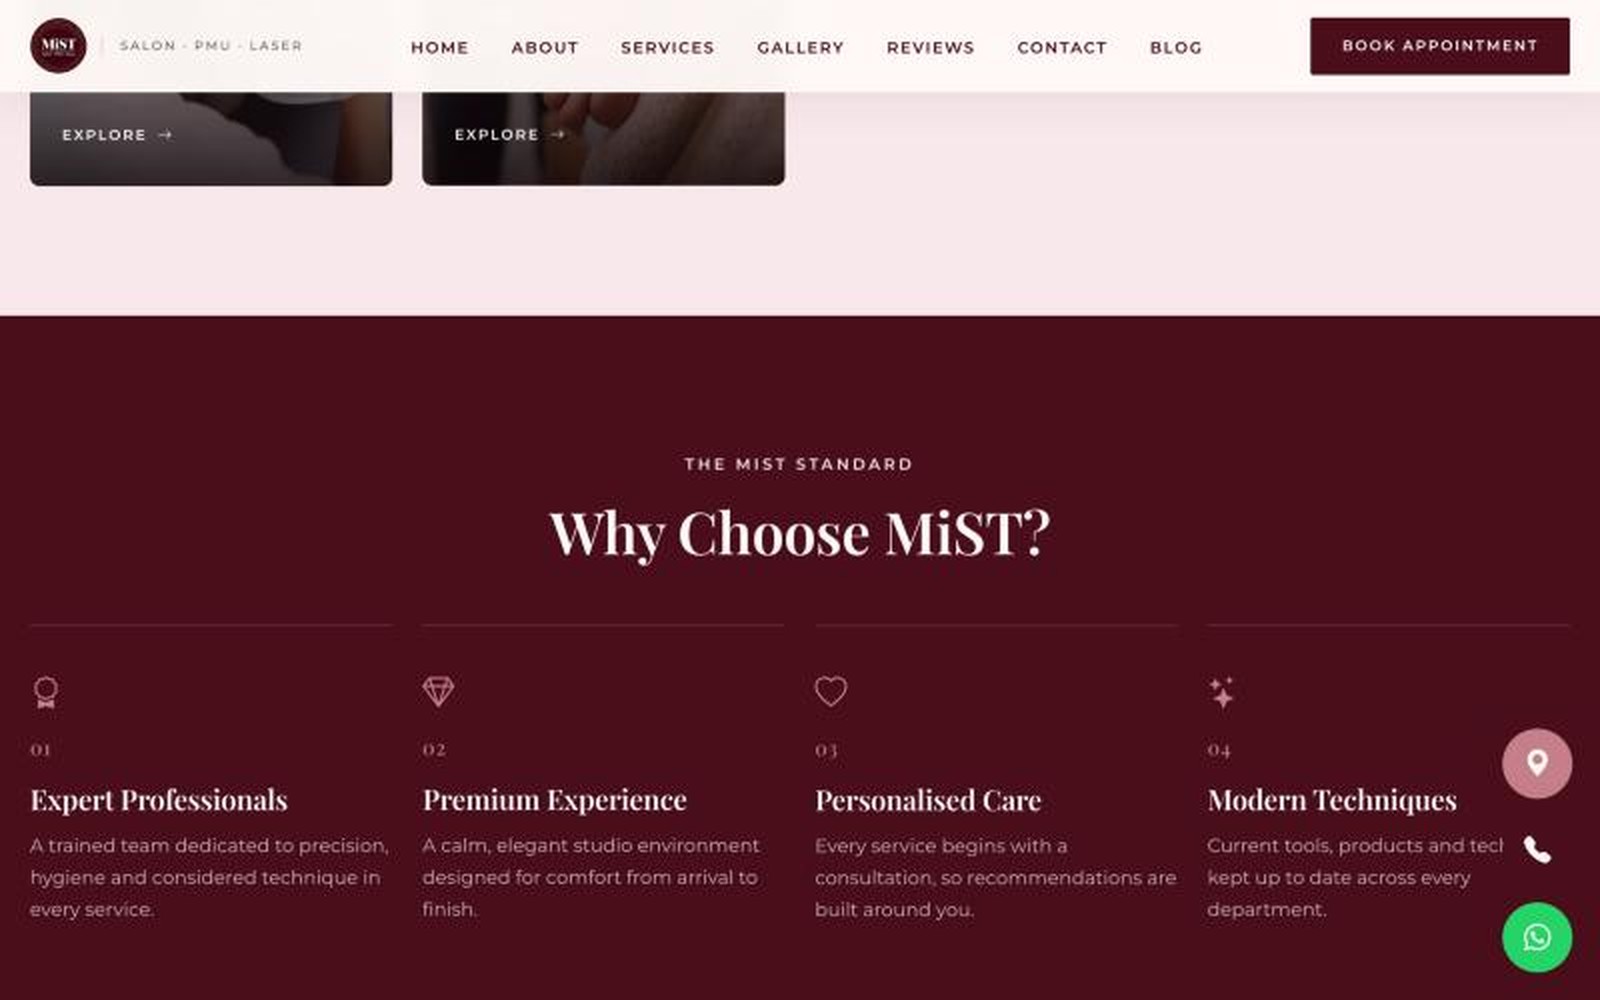 MiST
SALON · PMU · LASER
HOME
ABOUT
SERVICES
GALLERY
REVIEWS
CONTACT
BLOG
BOOK APPOINTMENT
EXPLORE →
EXPLORE →
THE MIST STANDARD
Why Choose MiST?
01
Expert Professionals
A trained team dedicated to precision,
hygiene and considered technique in
every service.
02
Premium Experience
A calm, elegant studio environment
designed for comfort from arrival to
finish.
03
Personalised Care
Every service begins with a
consultation, so recommendations are
built around you.
04
Modern Techniques
Current tools, products and
kept up to date across every
department.